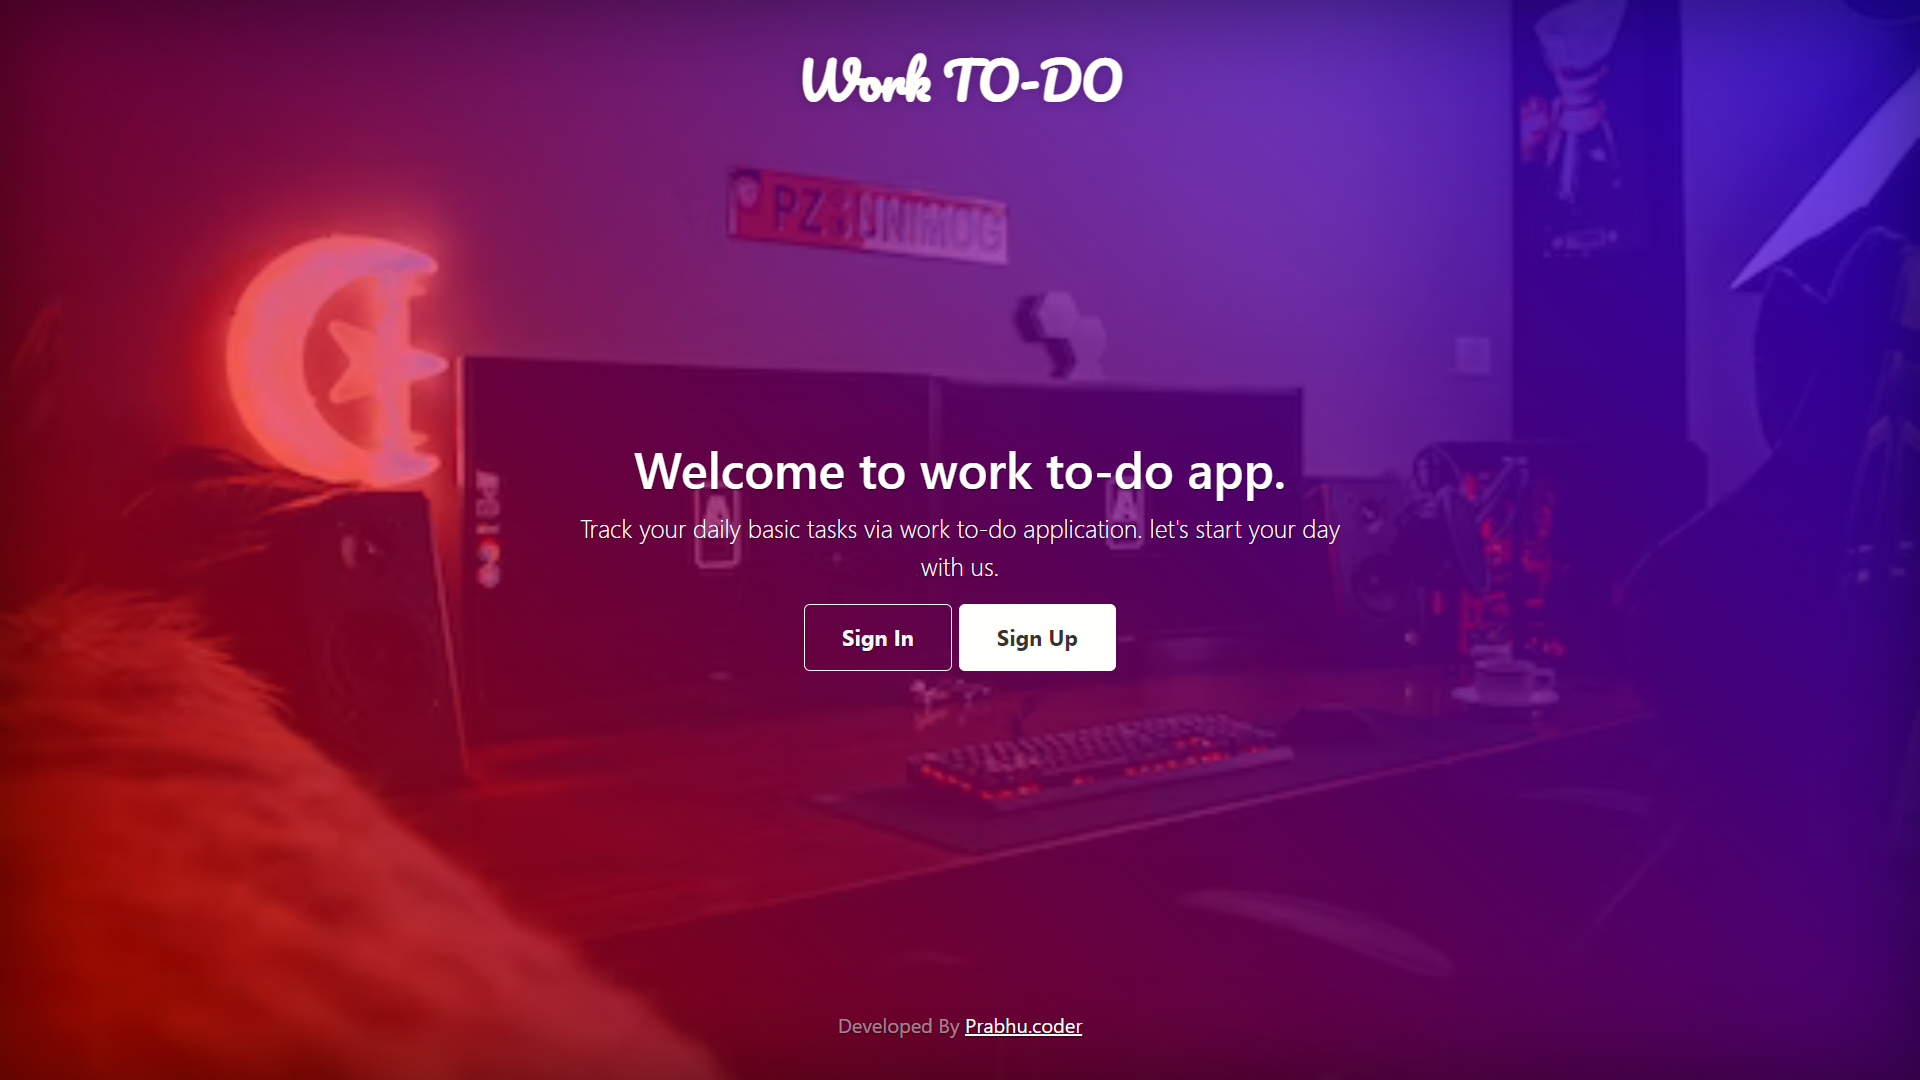 Work TO-DO
PZ
Welcome to work to-do app.
Track your daily basic tasks via work to-do application. let's start your day
with us.
Sign In
Sign Up
Developed By Prabhu.coder